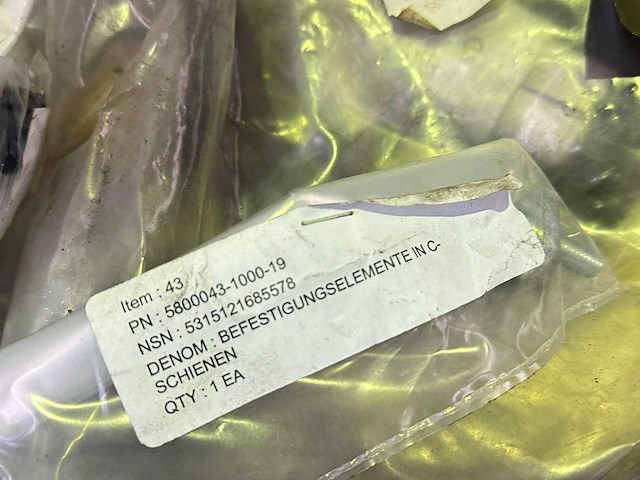 Item : 43
PN : 5800043-1000-19
NSN : 5315121685578
DENOM : BEFESTIGUNGSELEMENTE IN C-
SCHIENEN
QTY : 1 EA